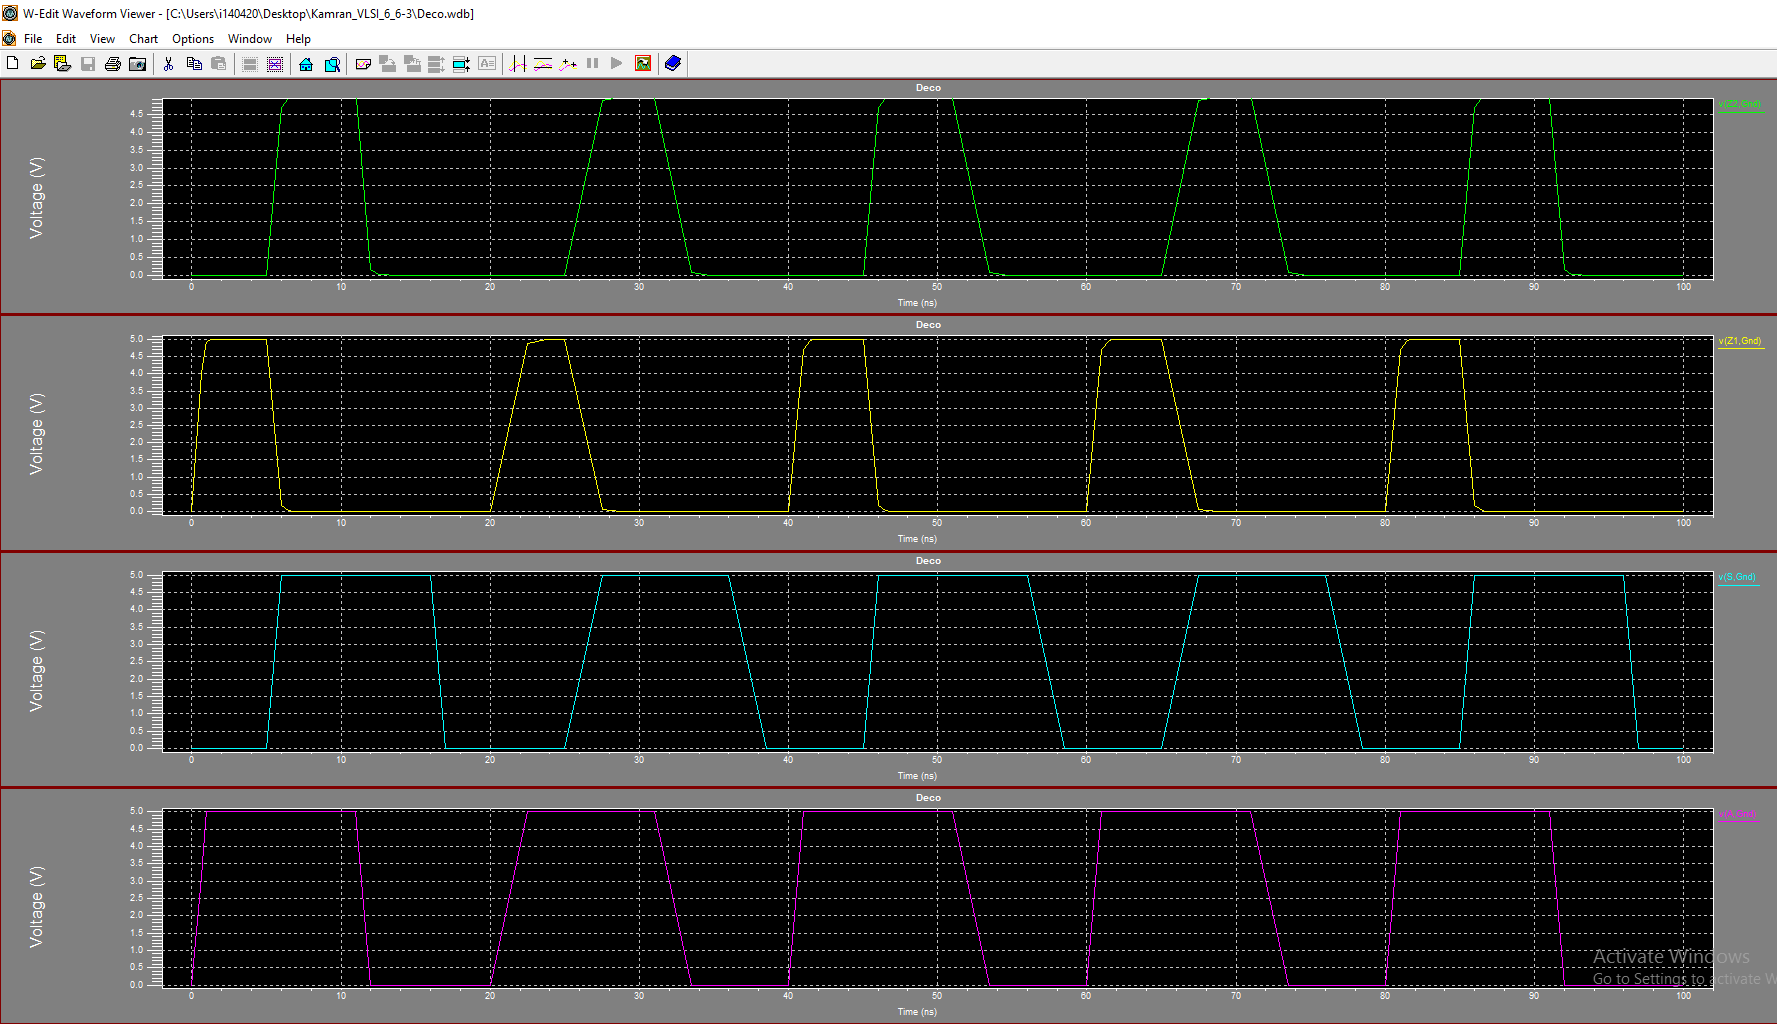 W-Edit Waveform Viewer - [C:\Users\i140420\Desktop\Kamran_VLSI_6_6-3\Deco.wdb]
File Edit View Chart Options Window Help
Deco
v(Z2,Gnd)
Voltage (V)
4.5
4.0
3.5
3.0
2.5
2.0
1.5
1.0
0.5
0.0
0 10 20 30 40 50 60 70 80 90 100
Time (ns)
Deco
v(Z1,Gnd)
Voltage (V)
5.0
4.5
4.0
3.5
3.0
2.5
2.0
1.5
1.0
0.5
0.0
0 10 20 30 40 50 60 70 80 90 100
Time (ns)
Deco
v(S,Gnd)
Voltage (V)
5.0
4.5
4.0
3.5
3.0
2.5
2.0
1.5
1.0
0.5
0.0
0 10 20 30 40 50 60 70 80 90 100
Time (ns)
Deco
v(A,Gnd)
Voltage (V)
5.0
4.5
4.0
3.5
3.0
2.5
2.0
1.5
1.0
0.5
0.0
0 10 20 30 40 50 60 70 80 90 100
Time (ns)
Activate Windows
Go to Settings to activate W